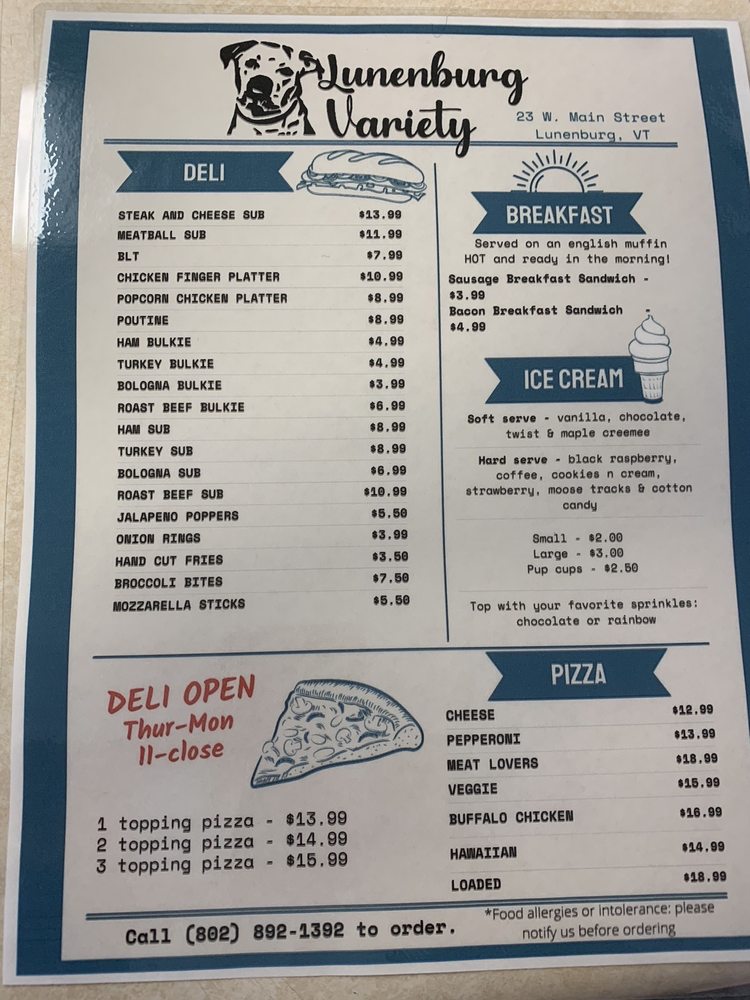 Lunenburg
Variety
23 W. Main Street
Lunenburg, VT
DELI
STEAK AND CHEESE SUB $13.99
MEATBALL SUB $11.99
BLT $7.99
CHICKEN FINGER PLATTER $10.99
POPCORN CHICKEN PLATTER $8.99
POUTINE $8.99
HAM BULKIE $4.99
TURKEY BULKIE $4.99
BOLOGNA BULKIE $3.99
ROAST BEEF BULKIE $6.99
HAM SUB $8.99
TURKEY SUB $8.99
BOLOGNA SUB $6.99
ROAST BEEF SUB $10.99
JALAPENO POPPERS $5.50
ONION RINGS $3.99
HAND CUT FRIES $3.50
BROCCOLI BITES $7.50
MOZZARELLA STICKS $5.50
BREAKFAST
Served on an english muffin
HOT and ready in the morning!
Sausage Breakfast Sandwich -
$3.99
Bacon Breakfast Sandwich -
$4.99
ICE CREAM
Soft serve - vanilla, chocolate,
twist & maple creemee
Hard serve - black raspberry,
coffee, cookies n cream,
strawberry, moose tracks & cotton
candy
Small - $2.00
Large - $3.00
Pup cups - $2.50
Top with your favorite sprinkles:
chocolate or rainbow
DELI OPEN
Thur-Mon
11-close
1 topping pizza - $13.99
2 topping pizza - $14.99
3 topping pizza - $15.99
PIZZA
CHEESE $12.99
PEPPERONI $13.99
MEAT LOVERS $18.99
VEGGIE $15.99
BUFFALO CHICKEN $16.99
HAWAIIAN $14.99
LOADED $18.99
Call (802) 892-1392 to order.
*Food allergies or intolerance: please
notify us before ordering